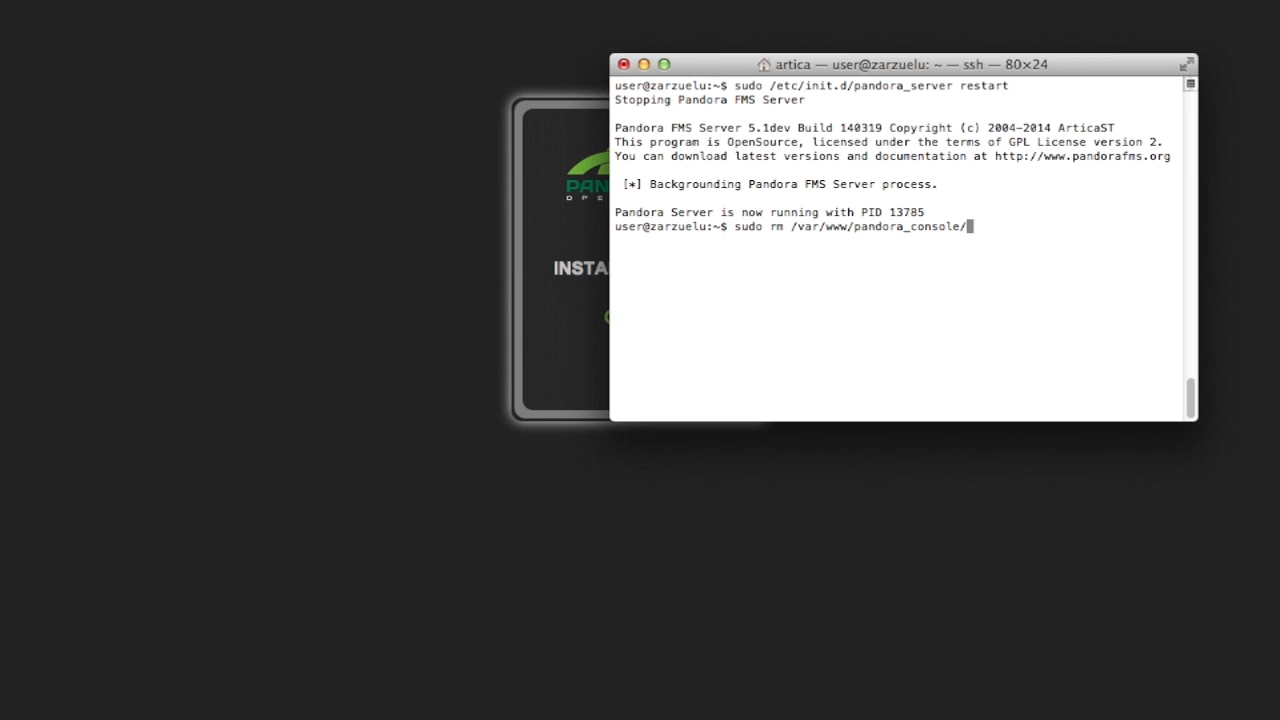 artica — user@zarzuelu: ~ — ssh — 80×24
user@zarzuelu:~$ sudo /etc/init.d/pandora_server restart
Stopping Pandora FMS Server
Pandora FMS Server 5.1dev Build 140319 Copyright (c) 2004-2014 ArticaST
This program is OpenSource, licensed under the terms of GPL License version 2.
You can download latest versions and documentation at http://www.pandorafms.org
[*] Backgrounding Pandora FMS Server process.
Pandora Server is now running with PID 13785
user@zarzuelu:~$ sudo rm /var/www/pandora_console/
PAN
OPE
INSTA